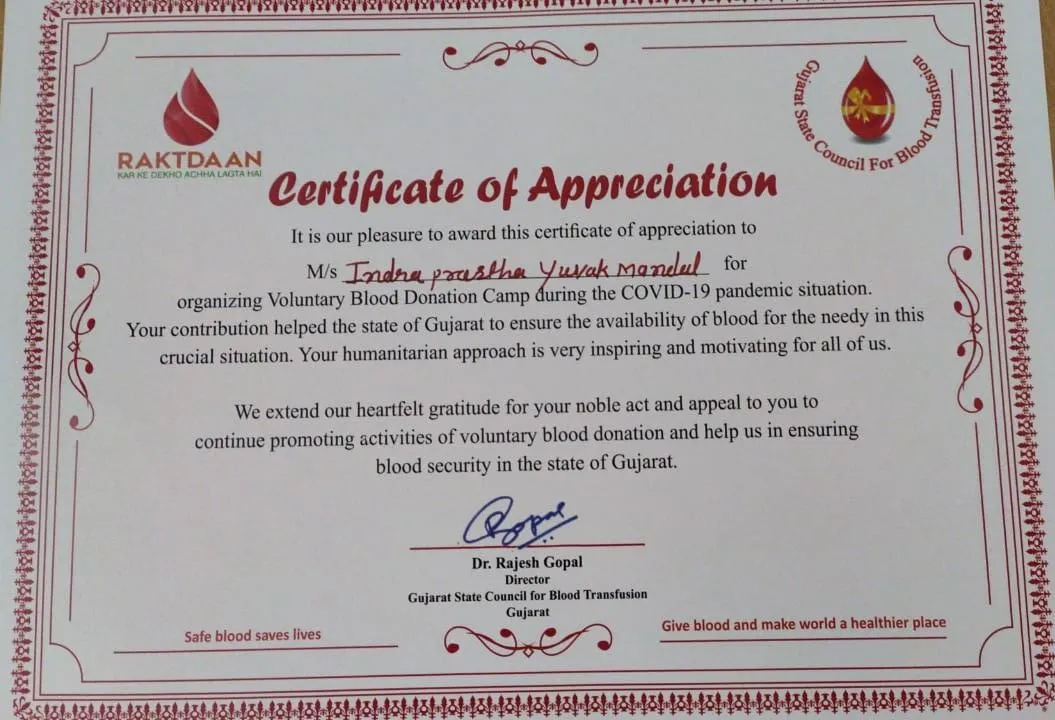 RAKTDAAN
KAR KE DEKHO ACHHA LAGTA HAI
Gujarat State Council For Blood Transfusion
Certificate of Appreciation
It is our pleasure to award this certificate of appreciation to
M/s Indra prastha Yuvak Mandal for
organizing Voluntary Blood Donation Camp during the COVID-19 pandemic situation.
Your contribution helped the state of Gujarat to ensure the availability of blood for the needy in this
crucial situation. Your humanitarian approach is very inspiring and motivating for all of us.
We extend our heartfelt gratitude for your noble act and appeal to you to
continue promoting activities of voluntary blood donation and help us in ensuring
blood security in the state of Gujarat.
Gopal
Dr. Rajesh Gopal
Director
Gujarat State Council for Blood Transfusion
Gujarat
Safe blood saves lives
Give blood and make world a healthier place